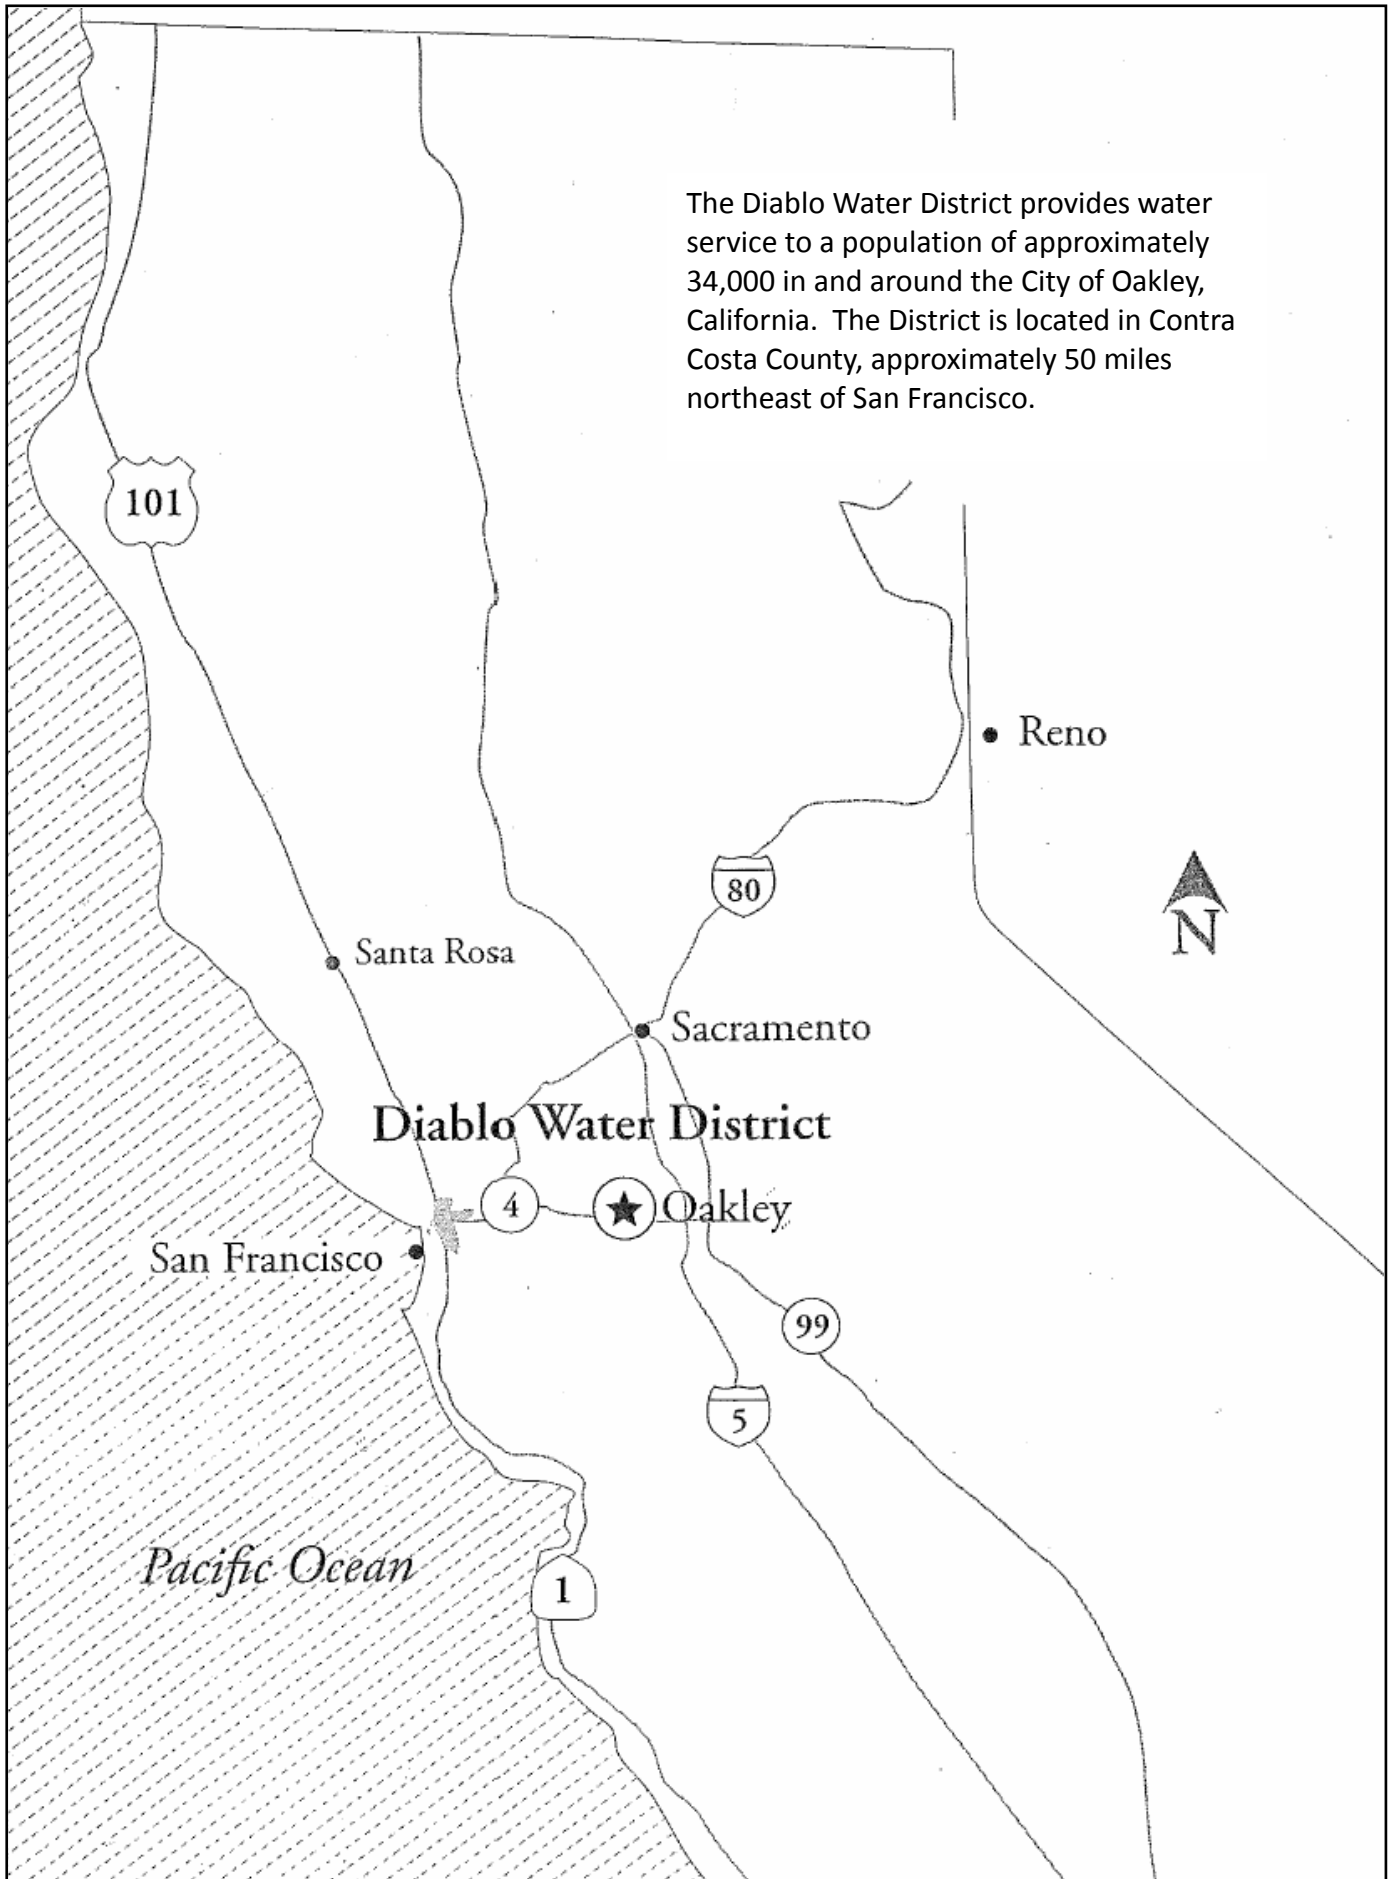 The Diablo Water District provides water
service to a population of approximately
34,000 in and around the City of Oakley,
California.  The District is located in Contra
Costa County, approximately 50 miles
northeast of San Francisco.
101
Reno
80
N
Santa Rosa
Sacramento
Diablo Water District
4
Oakley
San Francisco
99
5
Pacific Ocean
1